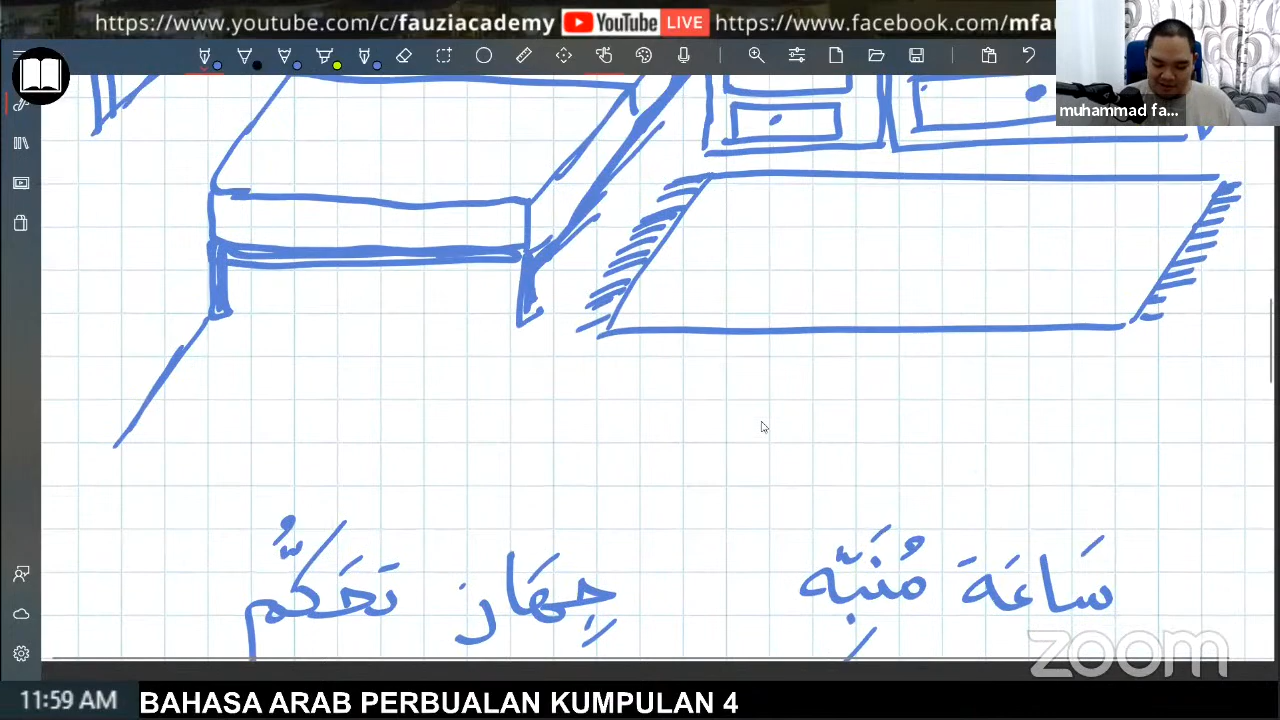 https://www.youtube.com/c/fauziacademy YouTube LIVE https://www.facebook.com/mfau
muhammad fa...
سَاعَة مُنَبِّه
جِهَاز تَحَكُّم
zoom
11:59 AM BAHASA ARAB PERBUALAN KUMPULAN 4